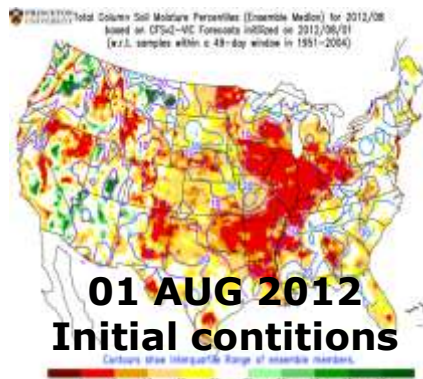 PRINCETON
UNIVERSITY
Total Column Soil Moisture Percentiles (Ensemble Median) for 2012/08
based on CFSv2-VIC Forecasts initilized on 2012/08/01
(w.r.t. samples within a 49-day window in 1951-2004)
01 AUG 2012
Initial contitions
Contours show Interquartile Range of ensemble members.